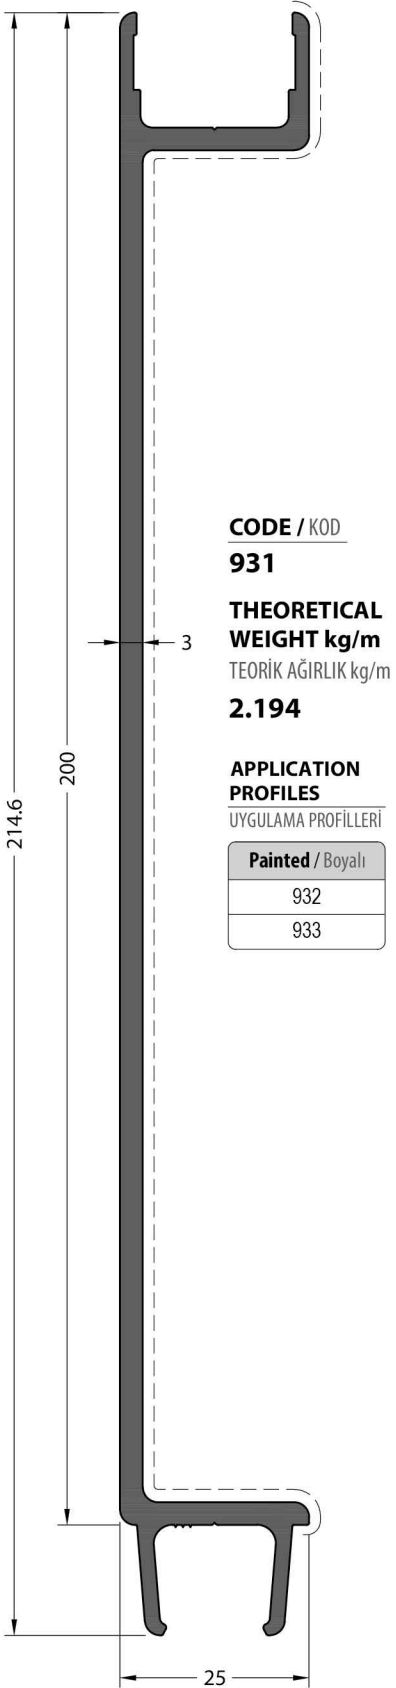 CODE / KOD
931
THEORETICAL
WEIGHT kg/m
TEORİK AĞIRLIK kg/m
2.194
3
200
214.6
APPLICATION
PROFILES
UYGULAMA PROFİLLERİ
Painted / Boyalı
932
933
25